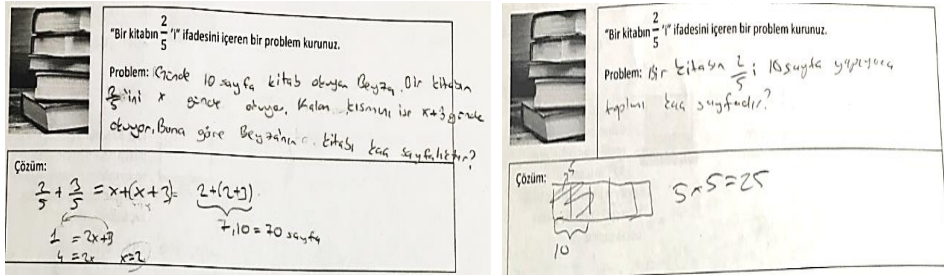 "Bir kitabın 2/5 'i" ifadesini içeren bir problem kurunuz.
Problem: Günde 10 sayfa kitab okuyan Beyza, Bir kitabın
2/5 'ini x günde okuyor, Kalan kısmını ise x+3 günde
okuyor, Buna göre Beyza'nın kitabı kaç sayfalıktır?
Çözüm:
2/5 + 3/5 = x+(x+3)= 2+(2+3)
7,10=70 sayfa
1 = 2x+3
4=2x x=2
"Bir kitabın 2/5 'i" ifadesini içeren bir problem kurunuz.
Problem: Bir kitabın 2/5 i 10 sayfa yapıyorsa
toplamı kaç sayfadır?
Çözüm:
5×5=25
10